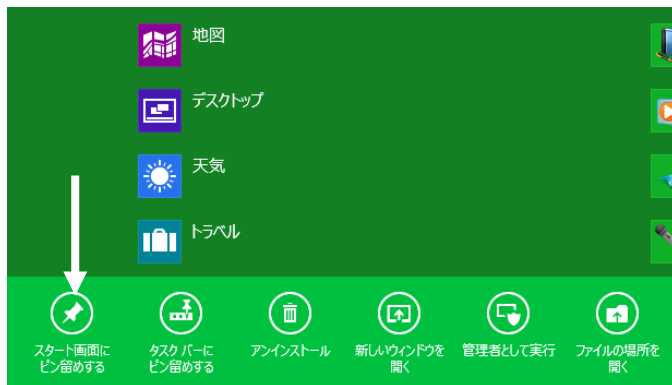 地図
デスクトップ
天気
トラベル
スタート画面に
ピン留めする
タスク バーに
ピン留めする
アンインストール
新しいウィンドウを
開く
管理者として実行
ファイルの場所を
開く